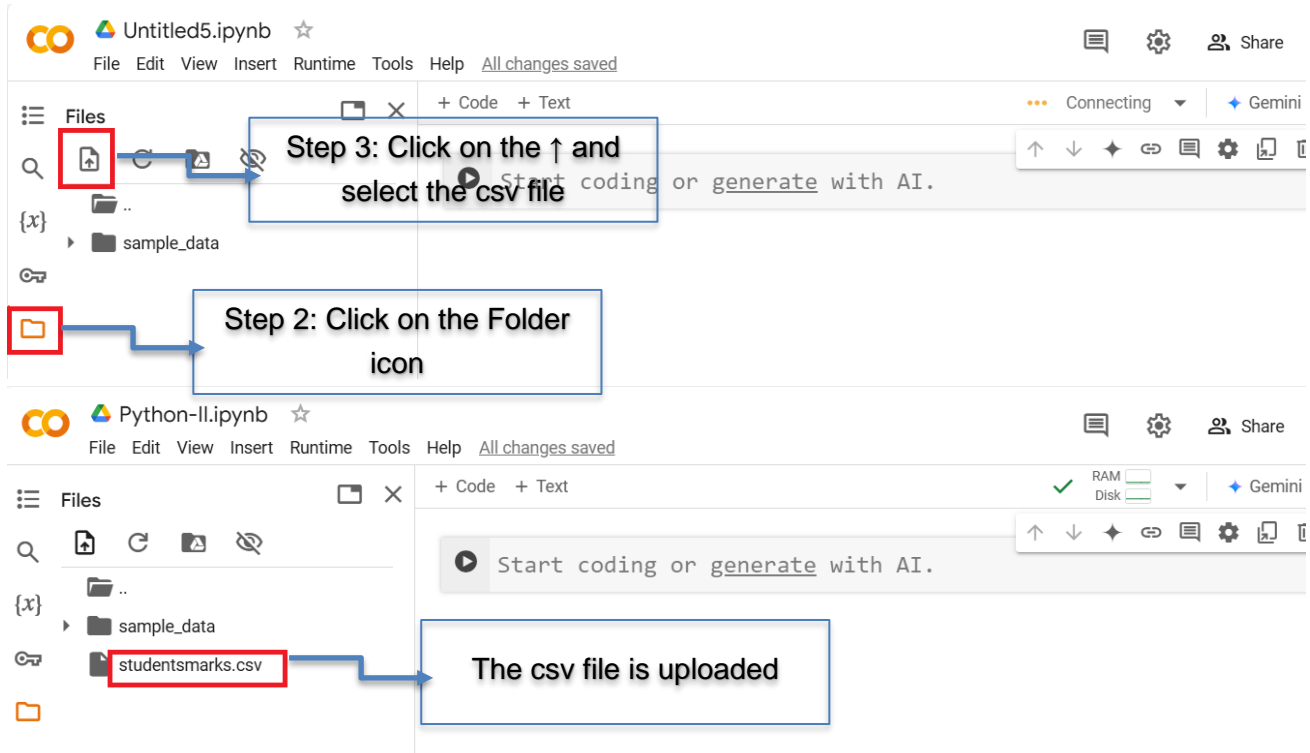 Untitled5.ipynb
File Edit View Insert Runtime Tools Help All changes saved
Share
Files
+ Code + Text
Connecting
Gemini
Step 3: Click on the ↑ and
select the csv file
Start coding or generate with AI.
..
{x}
sample_data
Step 2: Click on the Folder
icon
Python-II.ipynb
File Edit View Insert Runtime Tools Help All changes saved
Share
Files
+ Code + Text
RAM
Disk
Gemini
Start coding or generate with AI.
..
{x}
sample_data
studentsmarks.csv
The csv file is uploaded